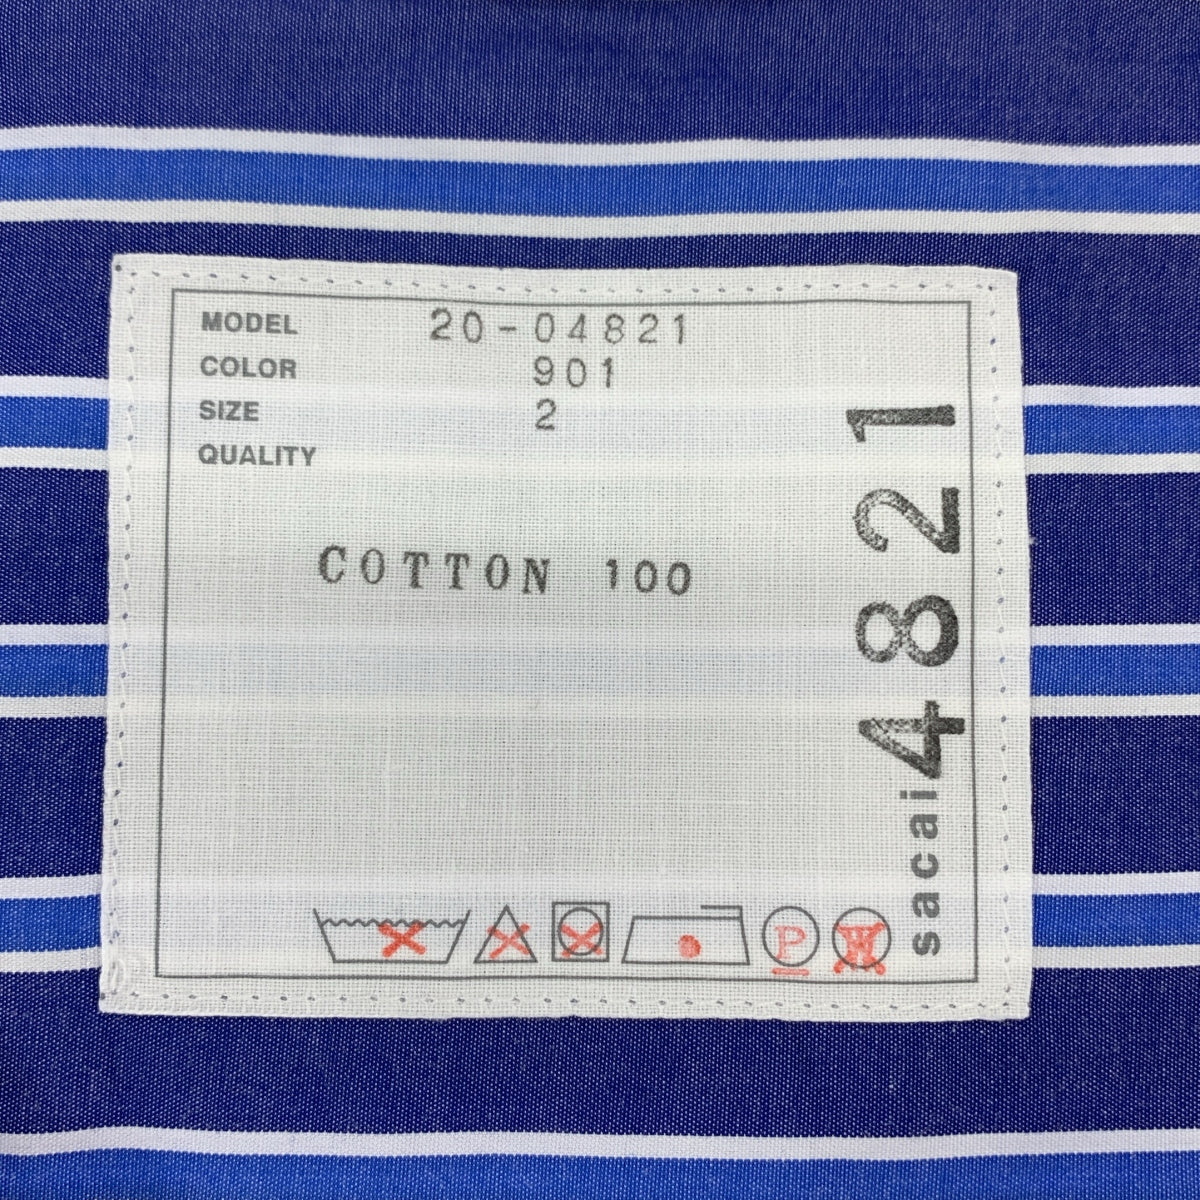 MODEL 20-04821
COLOR 901
SIZE 2
QUALITY
COTTON 100
sacai 4821
P
W